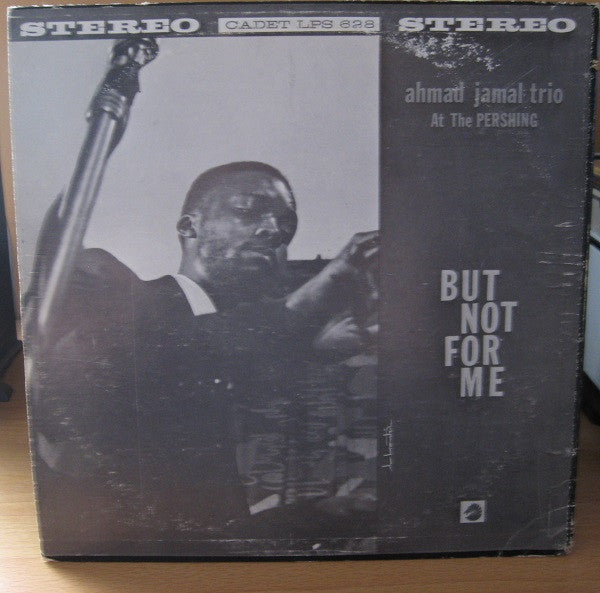 STEREO CADET LPS 628 STEREO
ahmad jamal trio
At The PERSHING
BUT
NOT
FOR
ME